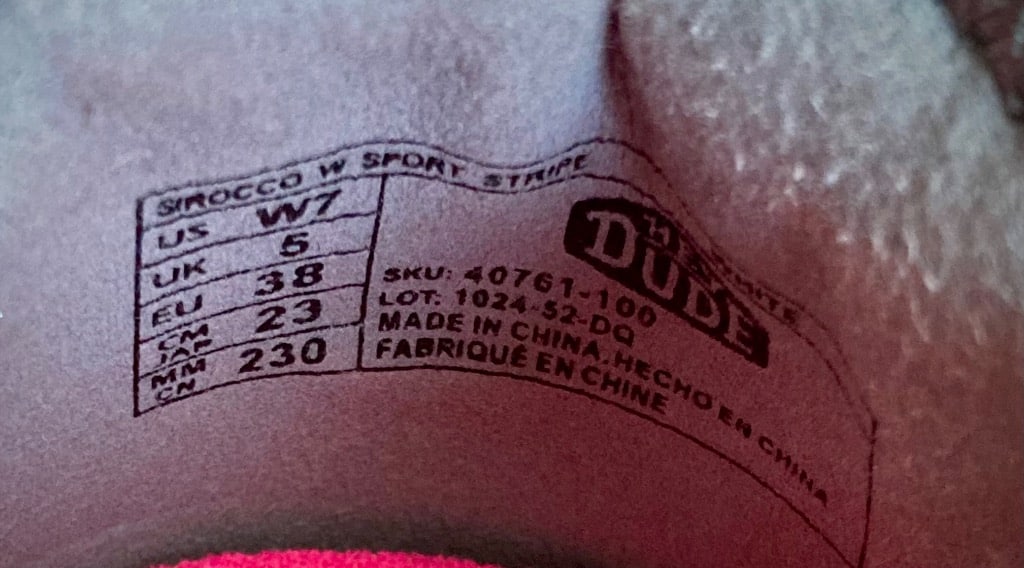 SIROCCO W SPORT STRIPE WHITE
US W7
UK 5
EU 38
CM JAP 23
MM CN 230
DUDE
SKU: 40761-100
LOT: 1024-52-DQ
MADE IN CHINA. HECHO EN CHINA
FABRIQUÉ EN CHINE